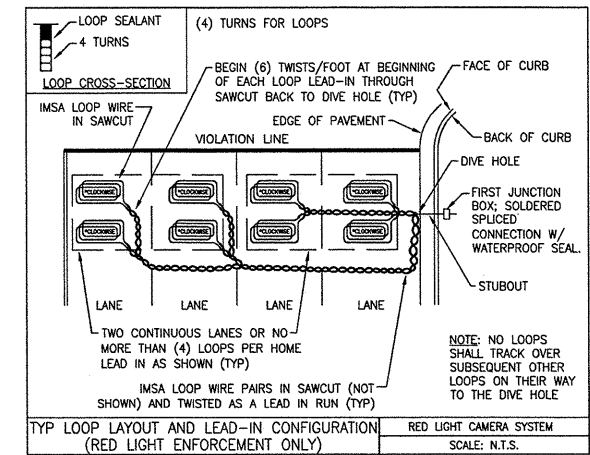 LOOP SEALANT
4 TURNS
LOOP CROSS-SECTION
(4) TURNS FOR LOOPS
BEGIN (6) TWISTS/FOOT AT BEGINNING
OF EACH LOOP LEAD-IN THROUGH
SAWCUT BACK TO DIVE HOLE (TYP)
FACE OF CURB
IMSA LOOP WIRE
IN SAWCUT
EDGE OF PAVEMENT
BACK OF CURB
VIOLATION LINE
DIVE HOLE
*CLOCKWISE
*CLOCKWISE
*CLOCKWISE
*CLOCKWISE
*CLOCKWISE
*CLOCKWISE
*CLOCKWISE
*CLOCKWISE
FIRST JUNCTION
BOX; SOLDERED
SPLICED
CONNECTION W/
WATERPROOF SEAL.
STUBOUT
LANE
LANE
LANE
LANE
TWO CONTINUOUS LANES OR NO
MORE THAN (4) LOOPS PER HOME
LEAD IN AS SHOWN (TYP)
NOTE: NO LOOPS
SHALL TRACK OVER
SUBSEQUENT OTHER
LOOPS ON THEIR WAY
TO THE DIVE HOLE
IMSA LOOP WIRE PAIRS IN SAWCUT (NOT
SHOWN) AND TWISTED AS A LEAD IN RUN (TYP)
TYP LOOP LAYOUT AND LEAD-IN CONFIGURATION
(RED LIGHT ENFORCEMENT ONLY)
RED LIGHT CAMERA SYSTEM
SCALE: N.T.S.